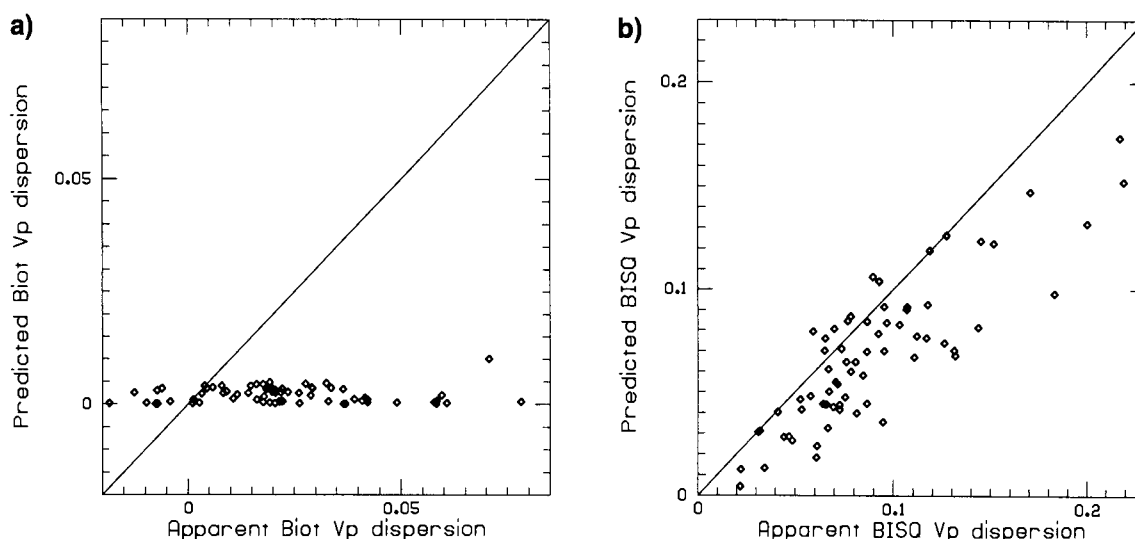 a)
Predicted Biot Vp dispersion
0.05
0
0
0.05
Apparent Biot Vp dispersion
b)
Predicted BISQ Vp dispersion
0.2
0.1
0
0
0.1
0.2
Apparent BISQ Vp dispersion